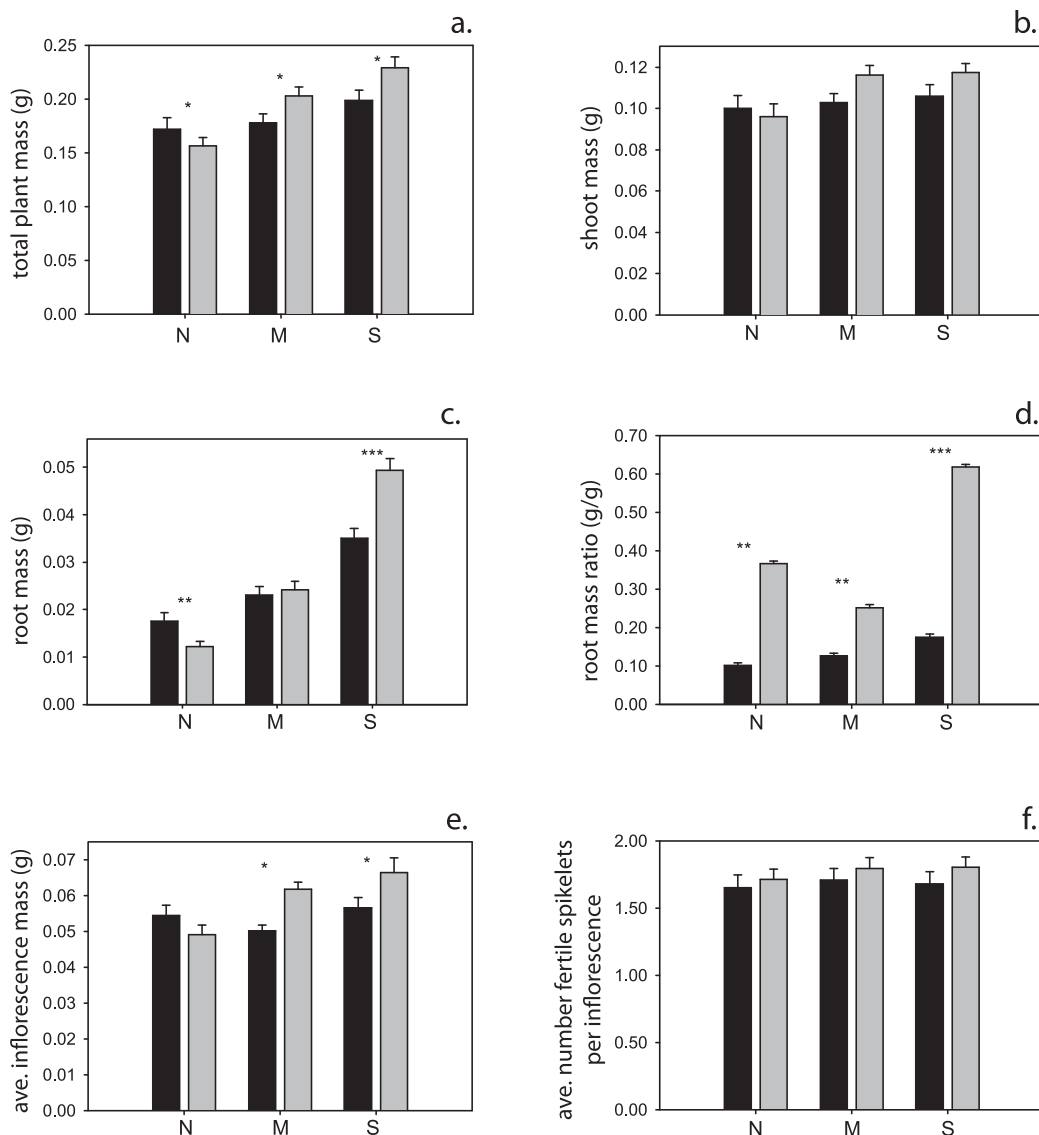 a.
total plant mass (g)
0.25
0.20
0.15
0.10
0.05
0.00
*
*
*
N M S
b.
shoot mass (g)
0.12
0.10
0.08
0.06
0.04
0.02
0.00
N M S
c.
root mass (g)
0.05
0.04
0.03
0.02
0.01
0.00
**
***
N M S
d.
root mass ratio (g/g)
0.70
0.60
0.50
0.40
0.30
0.20
0.10
0.00
**
**
***
N M S
e.
ave. inflorescence mass (g)
0.07
0.06
0.05
0.04
0.03
0.02
0.01
0.00
*
*
N M S
f.
ave. number fertile spikelets
per inflorescence
2.00
1.50
1.00
0.50
0.00
N M S